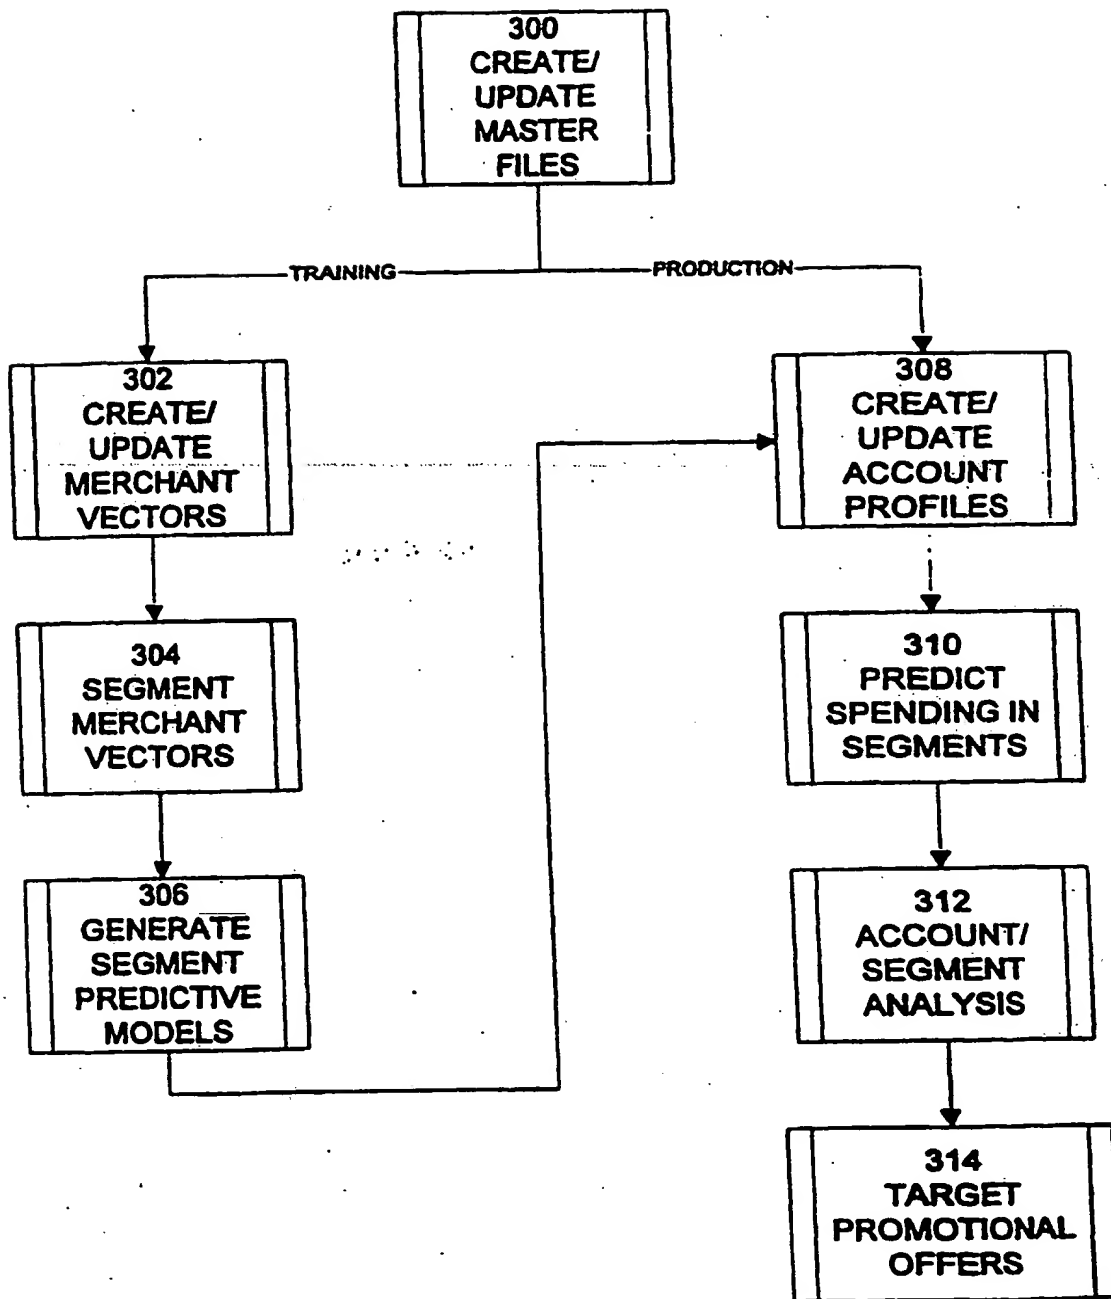 300
CREATE/
UPDATE
MASTER
FILES
TRAINING
PRODUCTION
302
CREATE/
UPDATE
MERCHANT
VECTORS
308
CREATE/
UPDATE
ACCOUNT
PROFILES
304
SEGMENT
MERCHANT
VECTORS
310
PREDICT
SPENDING IN
SEGMENTS
306
GENERATE
SEGMENT
PREDICTIVE
MODELS
312
ACCOUNT/
SEGMENT
ANALYSIS
314
TARGET
PROMOTIONAL
OFFERS